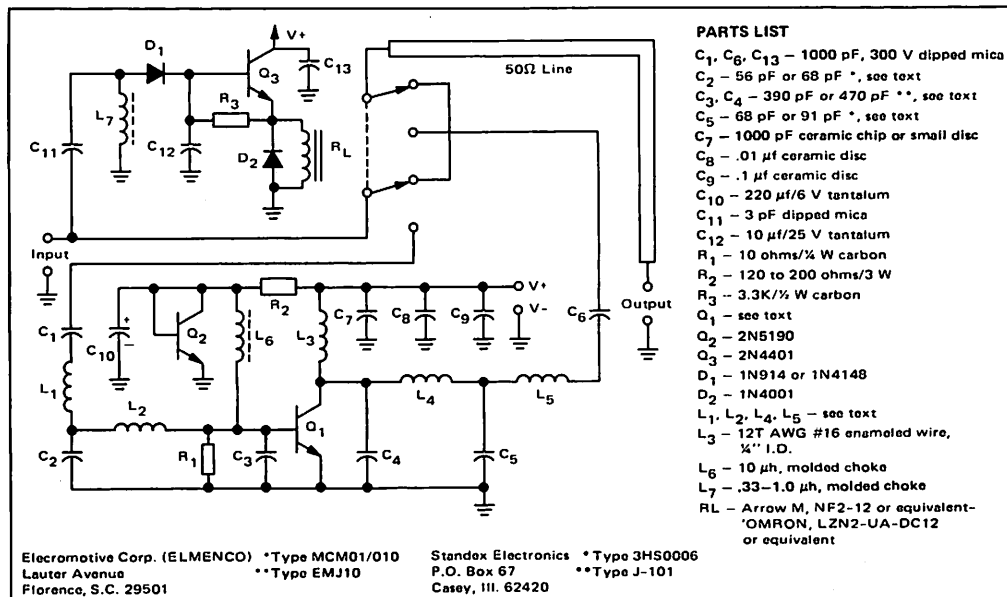 D1
V+
C13
Q3
L7
R3
C11
C12
D2
RL
50Ω Line
Input
C1
C10
+
−
Q2
L6
R2
L3
C7
C8
C9
V+
V-
C6
Output
L1
L2
C2
R1
C3
Q1
C4
L4
C5
L5
PARTS LIST
C1, C6, C13 – 1000 pF, 300 V dipped mica
C2 – 56 pF or 68 pF *, see text
C3, C4 – 390 pF or 470 pF **, see text
C5 – 68 pF or 91 pF *, see text
C7 – 1000 pF ceramic chip or small disc
C8 – .01 µf ceramic disc
C9 – .1 µf ceramic disc
C10 – 220 µf/6 V tantalum
C11 – 3 pF dipped mica
C12 – 10 µf/25 V tantalum
R1 – 10 ohms/¼ W carbon
R2 – 120 to 200 ohms/3 W
R3 – 3.3K/½ W carbon
Q1 – see text
Q2 – 2N5190
Q3 – 2N4401
D1 – 1N914 or 1N4148
D2 – 1N4001
L1, L2, L4, L5 – see text
L3 – 12T AWG #16 enameled wire,
¼" I.D.
L6 – 10 µh, molded choke
L7 – .33–1.0 µh, molded choke
RL – Arrow M, NF2-12 or equivalent-
'OMRON, LZN2-UA-DC12
or equivalent
Elecromotive Corp. (ELMENCO) *Type MCM01/010
Lauter Avenue **Type EMJ10
Florence, S.C. 29501
Standex Electronics *Type 3HS0006
P.O. Box 67 **Type J-101
Casey, Ill. 62420